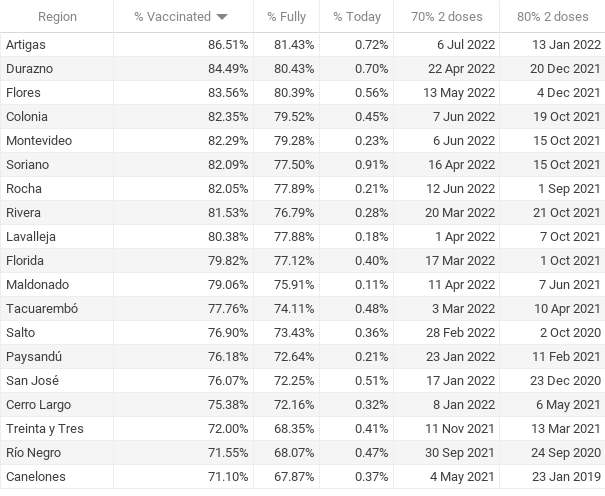 Region % Vaccinated % Fully % Today 70% 2 doses 80% 2 doses
Artigas 86.51% 81.43% 0.72% 6 Jul 2022 13 Jan 2022
Durazno 84.49% 80.43% 0.70% 22 Apr 2022 20 Dec 2021
Flores 83.56% 80.39% 0.56% 13 May 2022 4 Dec 2021
Colonia 82.35% 79.52% 0.45% 7 Jun 2022 19 Oct 2021
Montevideo 82.29% 79.28% 0.23% 6 Jun 2022 15 Oct 2021
Soriano 82.09% 77.50% 0.91% 16 Apr 2022 15 Oct 2021
Rocha 82.05% 77.89% 0.21% 12 Jun 2022 1 Sep 2021
Rivera 81.53% 76.79% 0.28% 20 Mar 2022 21 Oct 2021
Lavalleja 80.38% 77.88% 0.18% 1 Apr 2022 7 Oct 2021
Florida 79.82% 77.12% 0.40% 17 Mar 2022 1 Oct 2021
Maldonado 79.06% 75.91% 0.11% 11 Apr 2022 7 Jun 2021
Tacuarembó 77.76% 74.11% 0.48% 3 Mar 2022 10 Apr 2021
Salto 76.90% 73.43% 0.36% 28 Feb 2022 2 Oct 2020
Paysandú 76.18% 72.64% 0.21% 23 Jan 2022 11 Feb 2021
San José 76.07% 72.25% 0.51% 17 Jan 2022 23 Dec 2020
Cerro Largo 75.38% 72.16% 0.32% 8 Jan 2022 6 May 2021
Treinta y Tres 72.00% 68.35% 0.41% 11 Nov 2021 13 Mar 2021
Río Negro 71.55% 68.07% 0.47% 30 Sep 2021 24 Sep 2020
Canelones 71.10% 67.87% 0.37% 4 May 2021 23 Jan 2019